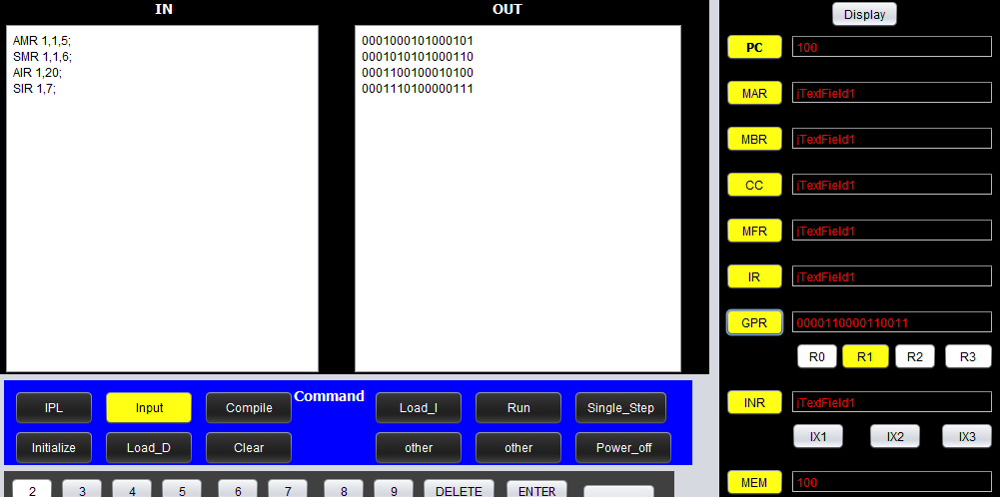 IN
OUT
AMR 1,1,5;
SMR 1,1,6;
AIR 1,20;
SIR 1,7;
0001000101000101
0001010101000110
0001100100010100
0001110100000111
Display
PC 100
MAR jTextField1
MBR jTextField1
CC jTextField1
MFR jTextField1
IR jTextField1
GPR 0000110000110011
R0 R1 R2 R3
INR jTextField1
IX1 IX2 IX3
MEM 100
Command
IPL Input Compile Load_I Run Single_Step
Initialize Load_D Clear other other Power_off
2 3 4 5 6 7 8 9 DELETE ENTER